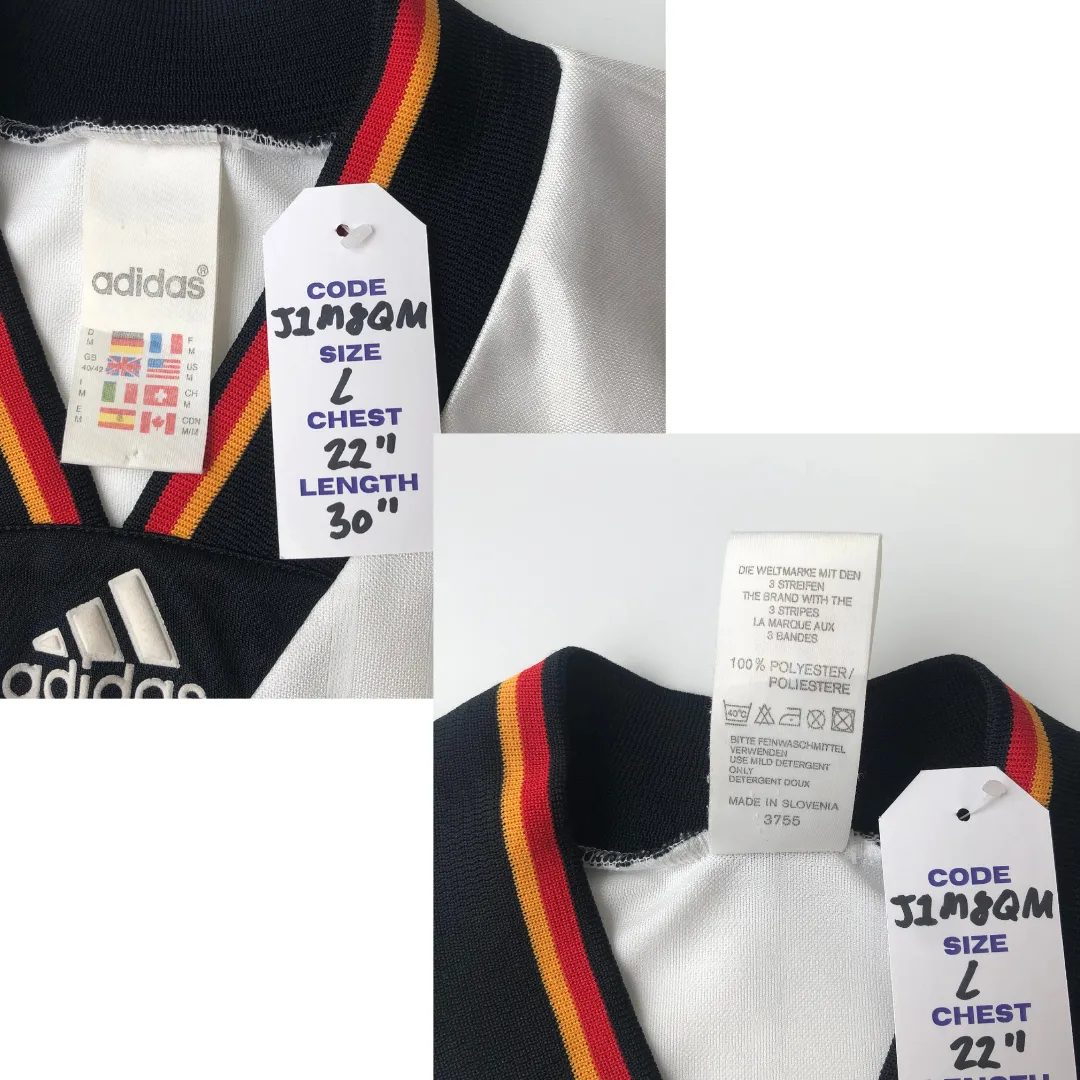 adidas®
D
M
F
M
GB
40/42
US
M
I
M
CH
M
E
M
CDN
M/M
CODE
J1M8QM
SIZE
L
CHEST
22"
LENGTH
30"
adidas
DIE WELTMARKE MIT DEN
3 STREIFEN
THE BRAND WITH THE
3 STRIPES
LA MARQUE AUX
3 BANDES
100% POLYESTER/
POLIESTERE
40°C
BITTE FEINWASCHMITTEL
VERWENDEN
USE MILD DETERGENT
ONLY
DETERGENT DOUX
MADE IN SLOVENIA
3755
CODE
J1M8QM
SIZE
L
CHEST
22"
LENGTH